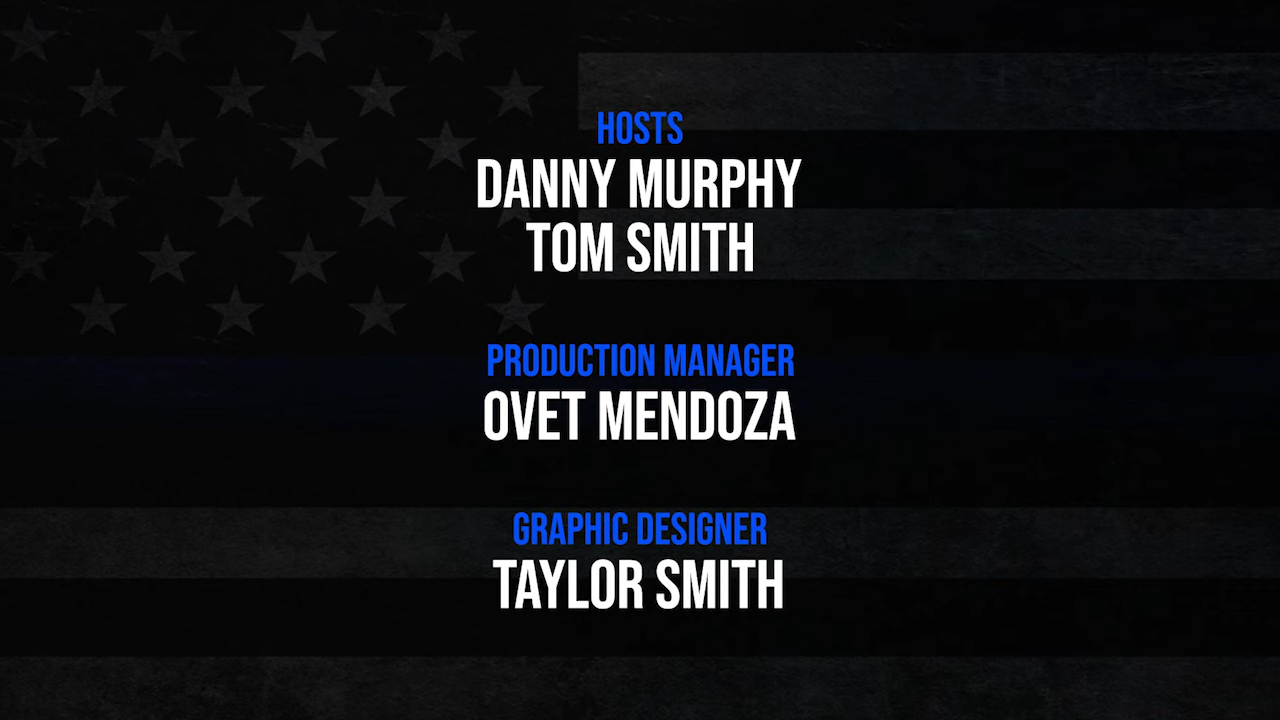 HOSTS
DANNY MURPHY
TOM SMITH
PRODUCTION MANAGER
OVET MENDOZA
GRAPHIC DESIGNER
TAYLOR SMITH